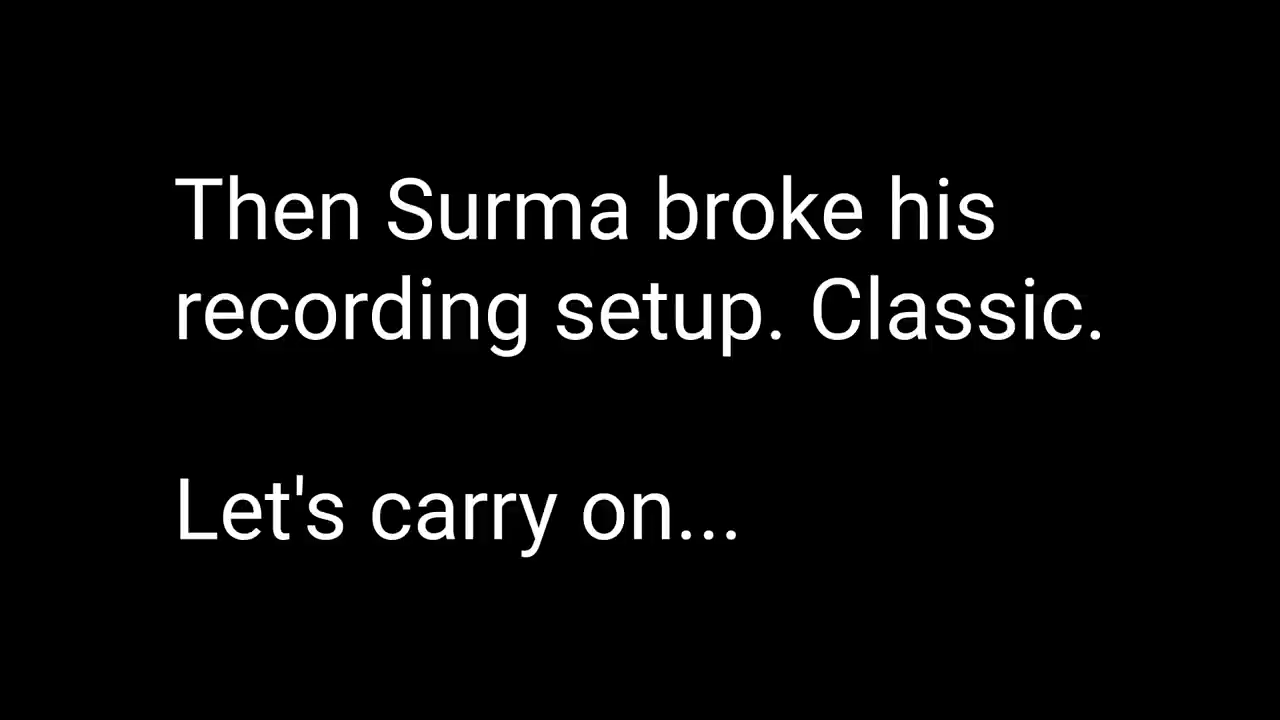 Then Surma broke his
recording setup. Classic.
Let's carry on...